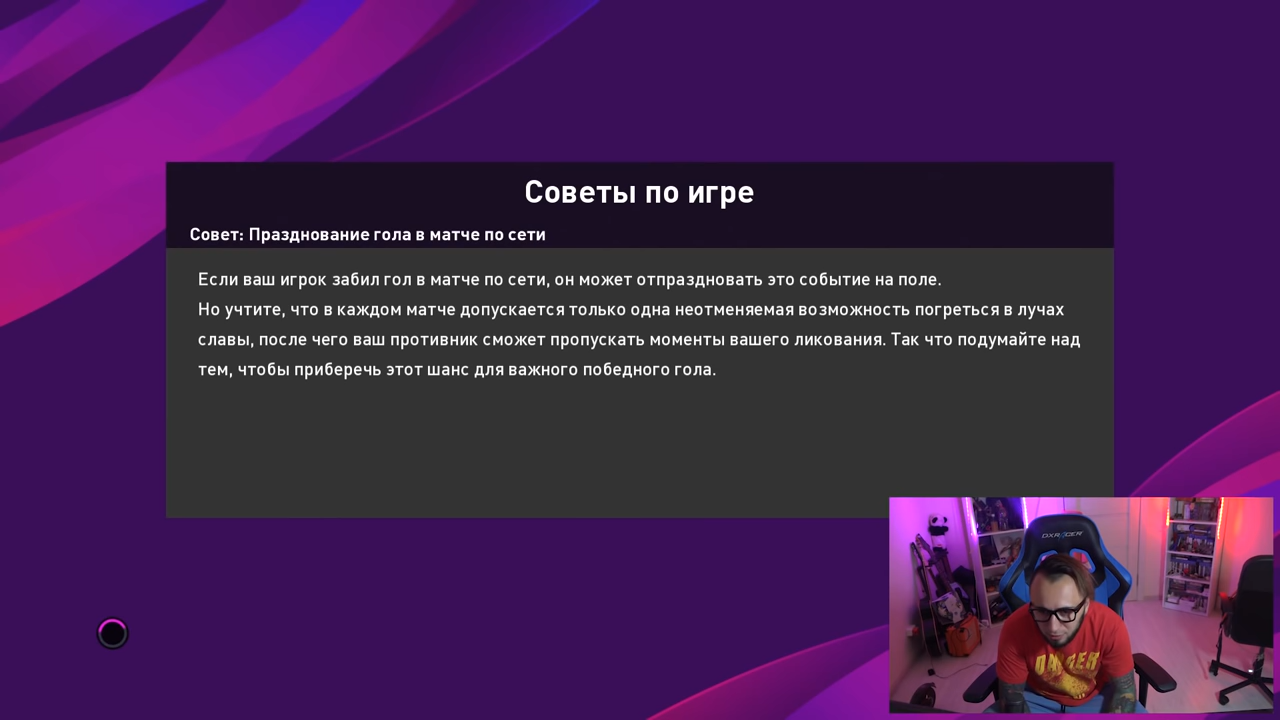 Советы по игре
Совет: Празднование гола в матче по сети
Если ваш игрок забил гол в матче по сети, он может отпраздновать это событие на поле.
Но учтите, что в каждом матче допускается только одна неотменяемая возможность погреться в лучах
славы, после чего ваш противник сможет пропускать моменты вашего ликования. Так что подумайте над
тем, чтобы приберечь этот шанс для важного победного гола.
DXRACER